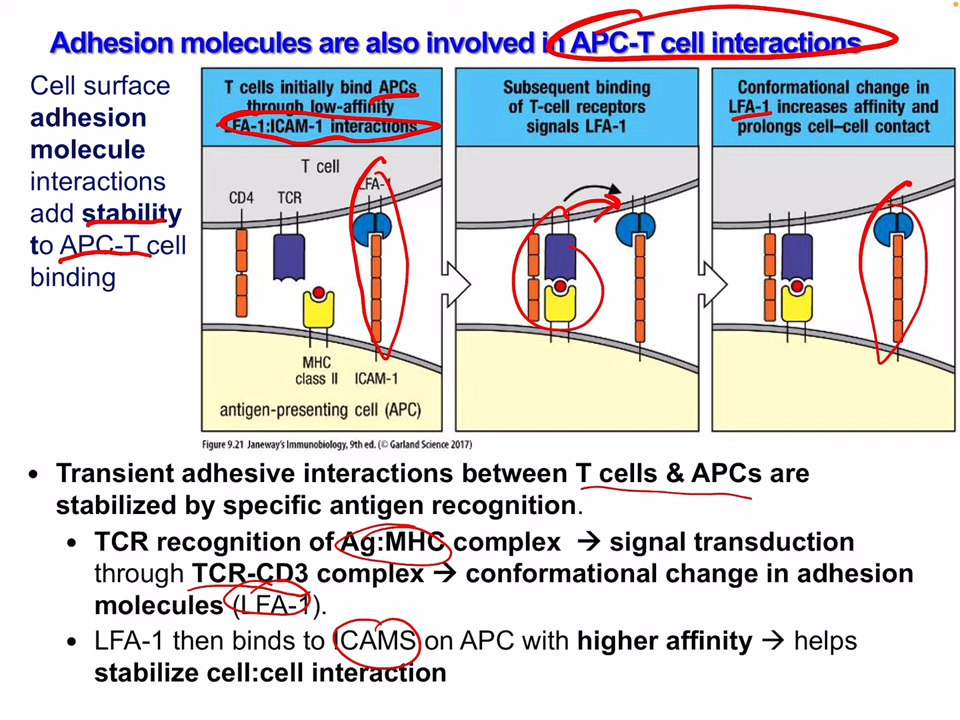 Adhesion molecules are also involved in APC-T cell interactions
Cell surface
adhesion
molecule
interactions
add stability
to APC-T cell
binding
T cells initially bind APCs
through low-affinity
LFA-1:ICAM-1 interactions
T cell
CD4
TCR
LFA-1
MHC
class II
ICAM-1
antigen-presenting cell (APC)
Subsequent binding
of T-cell receptors
signals LFA-1
Conformational change in
LFA-1 increases affinity and
prolongs cell–cell contact
Figure 9.21 Janeway's Immunobiology, 9th ed. (© Garland Science 2017)
• Transient adhesive interactions between T cells & APCs are
stabilized by specific antigen recognition.
• TCR recognition of Ag:MHC complex → signal transduction
through TCR-CD3 complex → conformational change in adhesion
molecules (LFA-1).
• LFA-1 then binds to ICAMS on APC with higher affinity → helps
stabilize cell:cell interaction